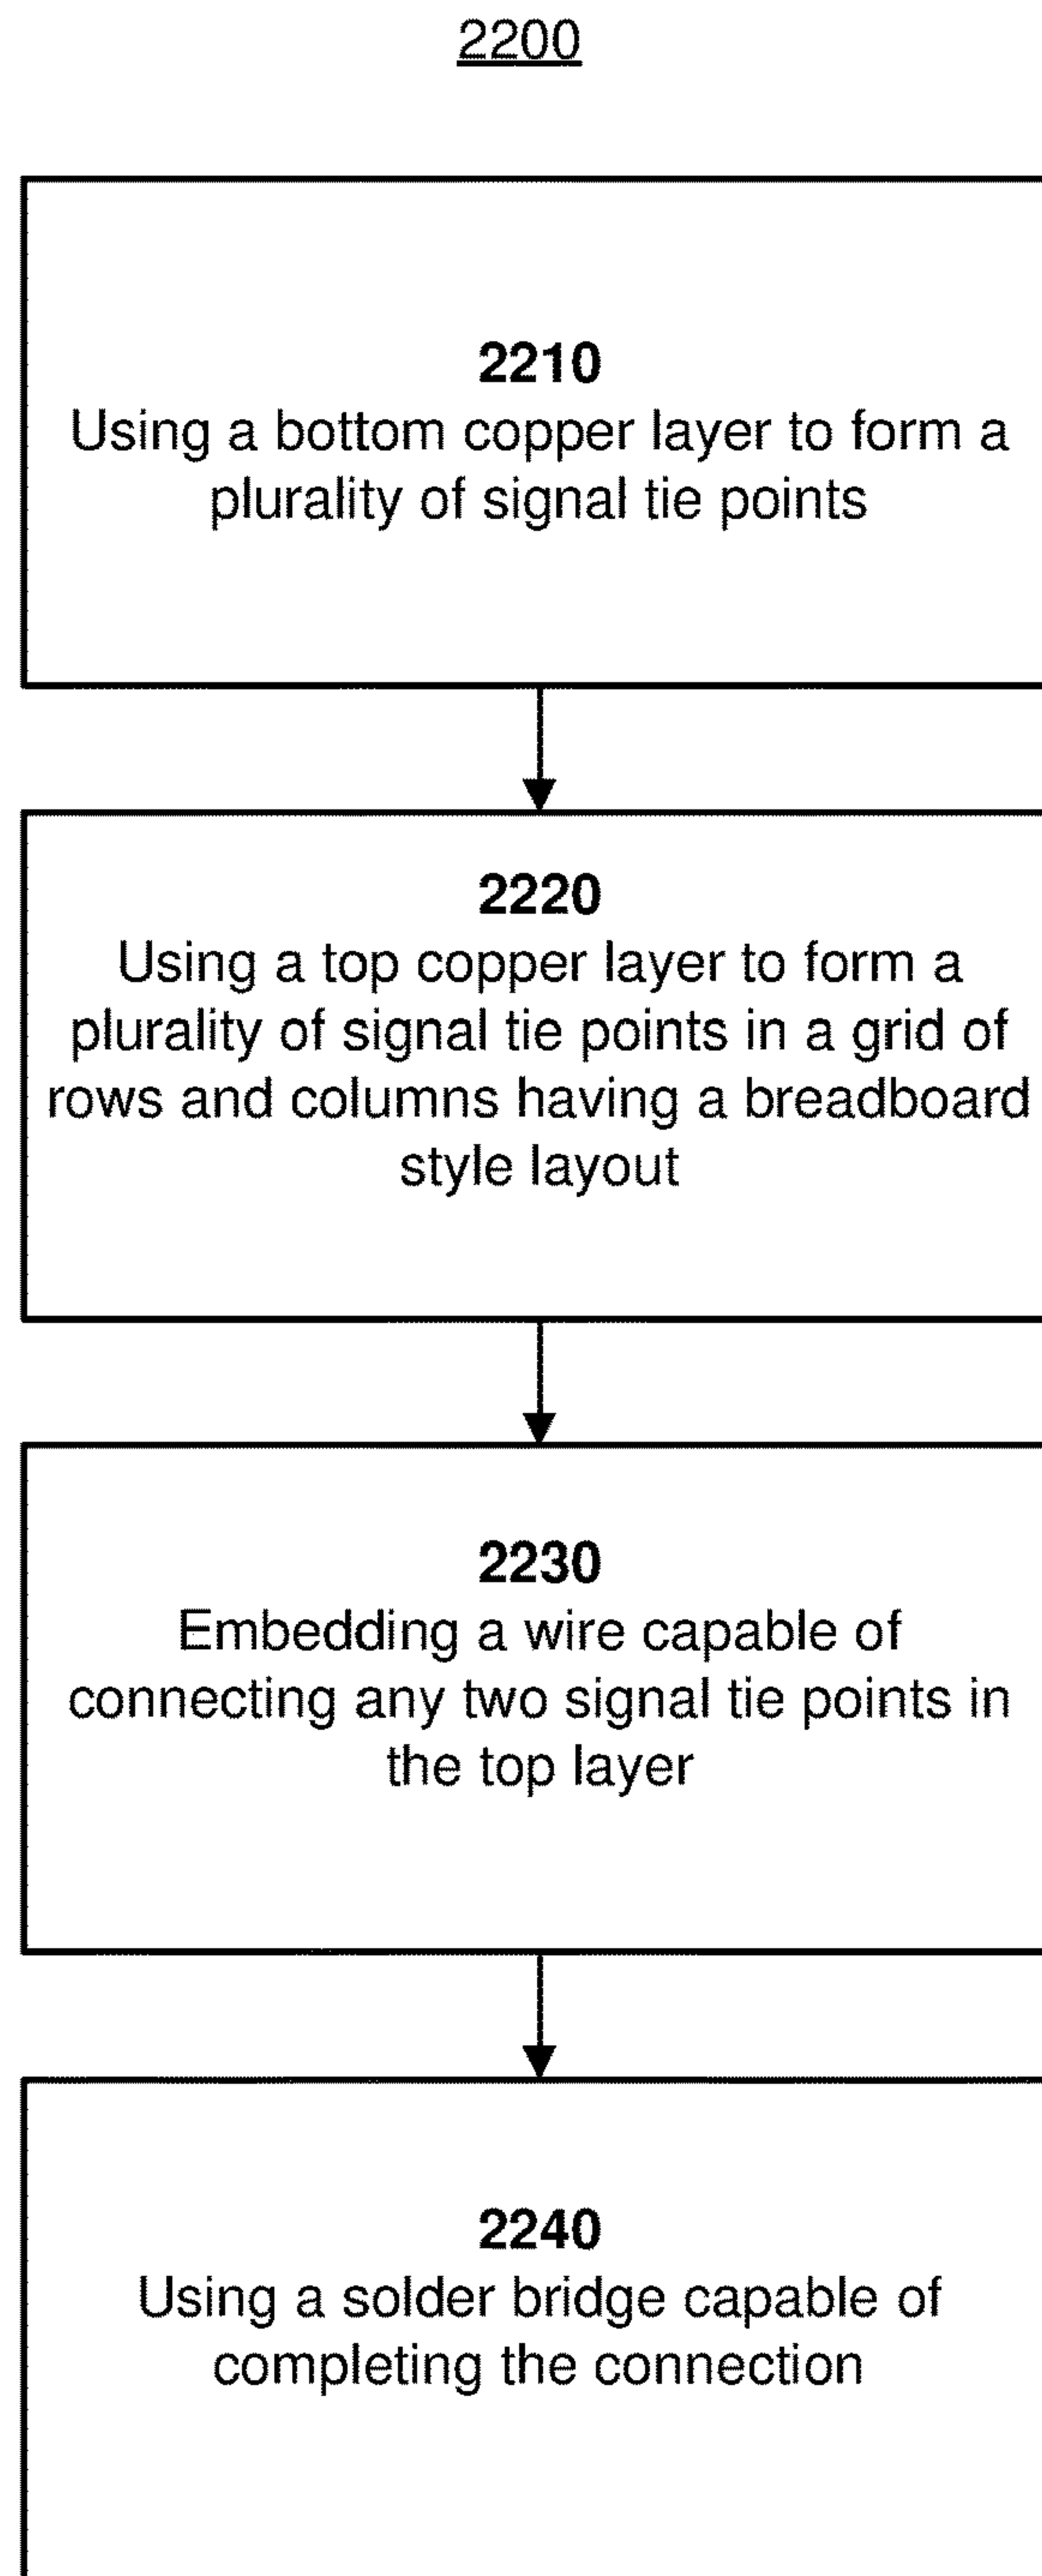 2200
2210
Using a bottom copper layer to form a
plurality of signal tie points
2220
Using a top copper layer to form a
plurality of signal tie points in a grid of
rows and columns having a breadboard
style layout
2230
Embedding a wire capable of
connecting any two signal tie points in
the top layer
2240
Using a solder bridge capable of
completing the connection